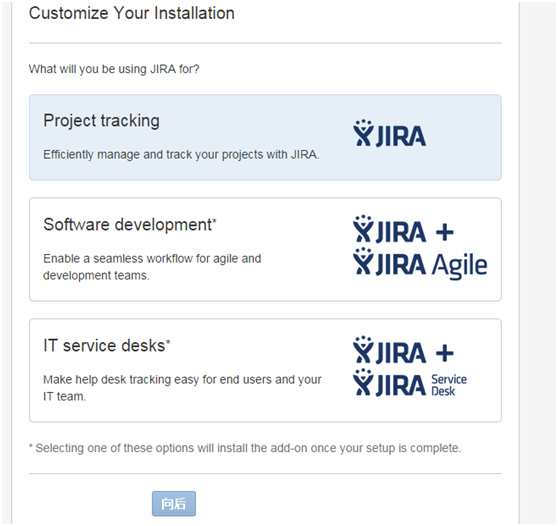 Customize Your Installation
What will you be using JIRA for?
Project tracking
Efficiently manage and track your projects with JIRA.
JIRA
Software development*
Enable a seamless workflow for agile and
development teams.
JIRA +
JIRA Agile
IT service desks*
Make help desk tracking easy for end users and your
IT team.
JIRA +
JIRA Service
Desk
* Selecting one of these options will install the add-on once your setup is complete.
向后